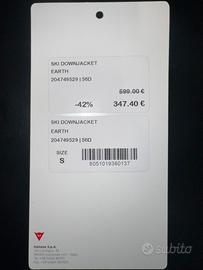 SKI DOWNJACKET
EARTH
204749529 | 56D
599.00 €
-42% 347.40 €
SKI DOWNJACKET
EARTH
204749529 | 56D
SIZE
S
8051019360137
Dainese S.p.A.
subito